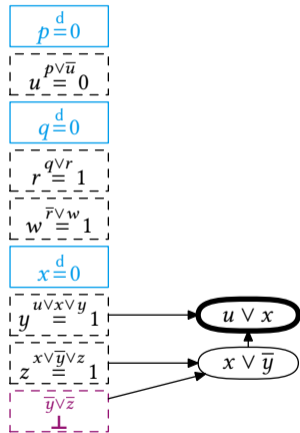 p d= 0
u p∨u̅= 0
q d= 0
r q∨r= 1
w r̅∨w= 1
x d= 0
y u∨x∨y= 1 u ∨ x
z x∨y̅∨z= 1 x ∨ y̅
y̅∨z̅
⊥